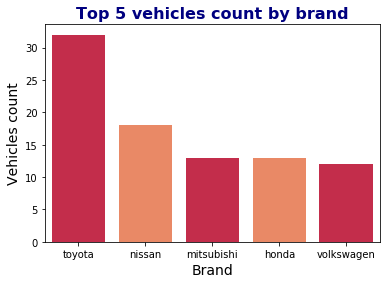 Top 5 vehicles count by brand
Vehicles count
30
25
20
15
10
5
0
toyota nissan mitsubishi honda volkswagen
Brand